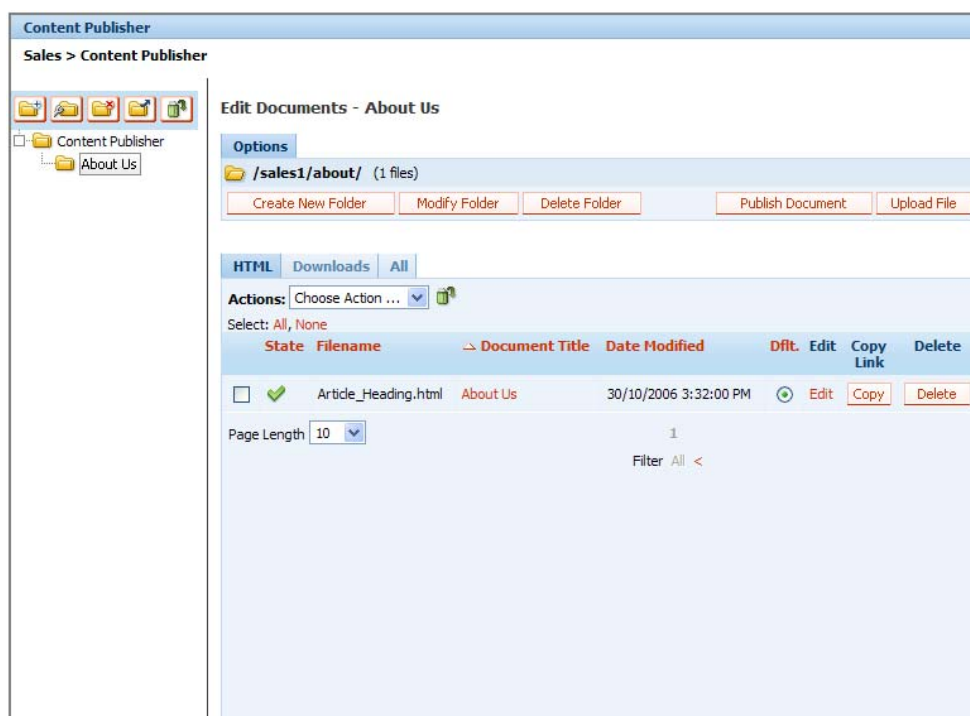 Content Publisher
Sales > Content Publisher
Content Publisher
About Us
Edit Documents - About Us
Options
/sales1/about/ (1 files)
Create New Folder Modify Folder Delete Folder Publish Document Upload File
HTML Downloads All
Actions: Choose Action ...
Select: All, None
State Filename Document Title Date Modified Dflt. Edit Copy Link Delete
Article_Heading.html About Us 30/10/2006 3:32:00 PM Edit Copy Delete
Page Length 10 1
Filter All <